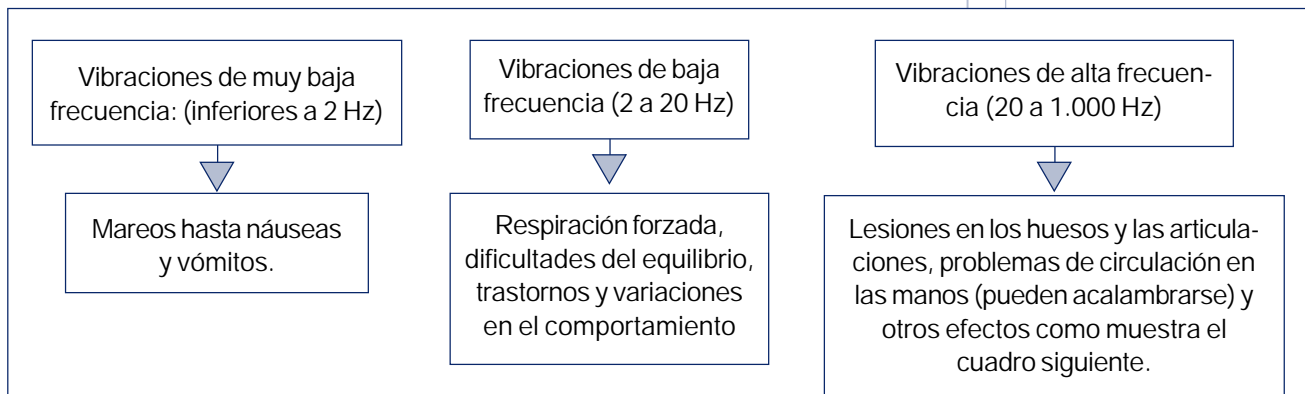 Vibraciones de muy baja
frecuencia: (inferiores a 2 Hz)
Mareos hasta náuseas
y vómitos.
Vibraciones de baja
frecuencia (2 a 20 Hz)
Respiración forzada,
dificultades del equilibrio,
trastornos y variaciones
en el comportamiento
Vibraciones de alta frecuen-
cia (20 a 1.000 Hz)
Lesiones en los huesos y las articula-
ciones, problemas de circulación en
las manos (pueden acalambrarse) y
otros efectos como muestra el
cuadro siguiente.